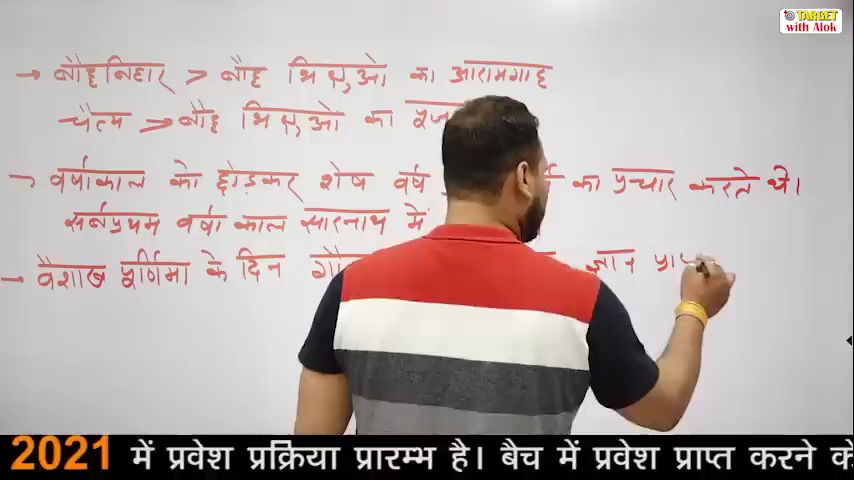 TARGET
with Alok
→ बौद्ध विहार > बौद्ध भिक्षुओ का आरामगाह
चैत्य > बौद्ध भिक्षुओ का
→ वर्षाकाल को छोड़कर शेष वर्ष का प्रचार करते थे।
सर्वप्रथम वर्षा काल सारनाथ में
→ वैशाख पूर्णिमा के दिन ज्ञान
2021 में प्रवेश प्रक्रिया प्रारम्भ है। बैच में प्रवेश प्राप्त करने के